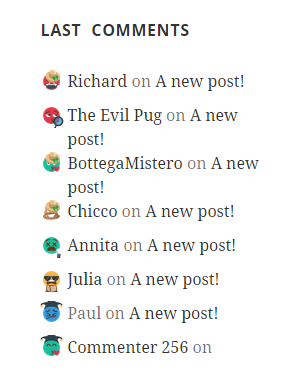 LAST COMMENTS
Richard on A new post!
The Evil Pug on A new
post!
BottegaMistero on A new
post!
Chicco on A new post!
Annita on A new post!
Julia on A new post!
Paul on A new post!
Commenter 256 on